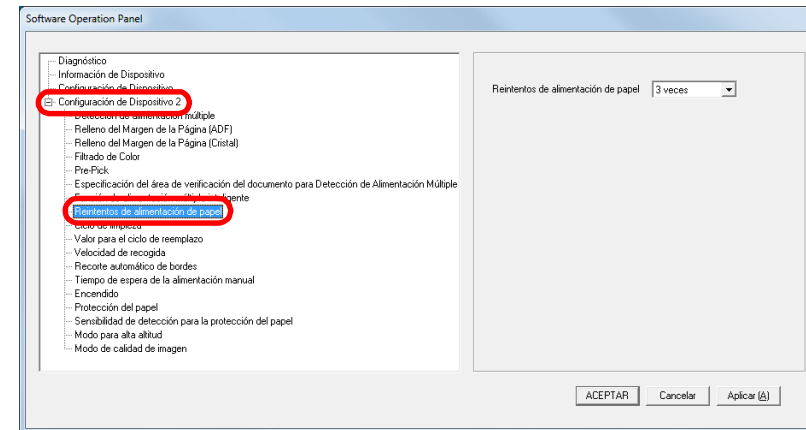 Software Operation Panel
Diagnóstico
Información de Dispositivo
Configuración de Dispositivo
Configuración de Dispositivo 2
Detección de alimentación múltiple
Relleno del Margen de la Página (ADF)
Relleno del Margen de la Página (Cristal)
Filtrado de Color
Pre-Pick
Especificación del área de verificación del documento para Detección de Alimentación Múltiple
Función de alimentación múltiple inteligente
Reintentos de alimentación de papel
Ciclo de limpieza
Valor para el ciclo de reemplazo
Velocidad de recogida
Recorte automático de bordes
Tiempo de espera de la alimentación manual
Encendido
Protección del papel
Sensibilidad de detección para la protección del papel
Modo para alta altitud
Modo de calidad de imagen
Reintentos de alimentación de papel 3 veces
ACEPTAR Cancelar Aplicar (A)